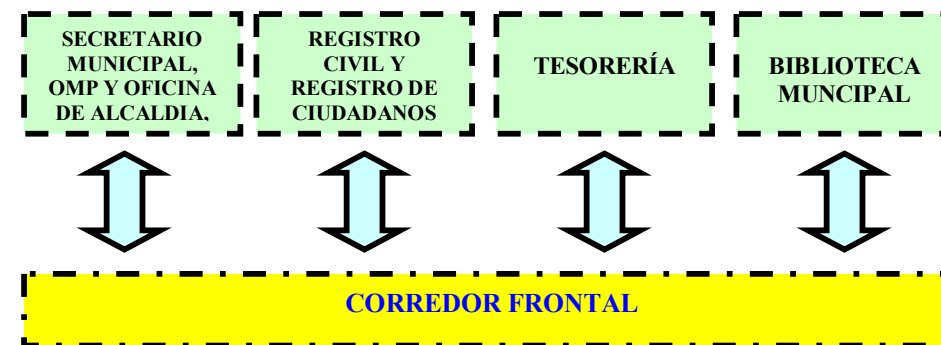 SECRETARIO
MUNICIPAL,
OMP Y OFICINA
DE ALCALDIA,
REGISTRO
CIVIL Y
REGISTRO DE
CIUDADANOS
TESORERÍA
BIBLIOTECA
MUNCIPAL
CORREDOR FRONTAL